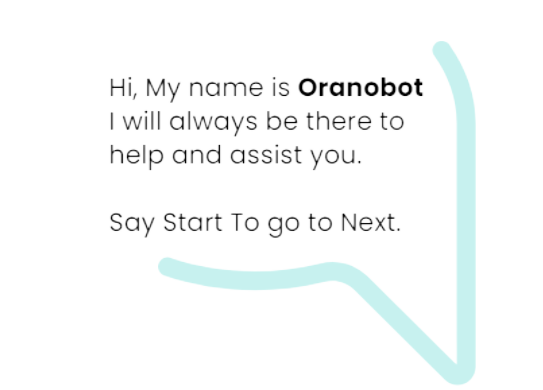 Hi, My name is Oranobot
I will always be there to
help and assist you.
Say Start To go to Next.